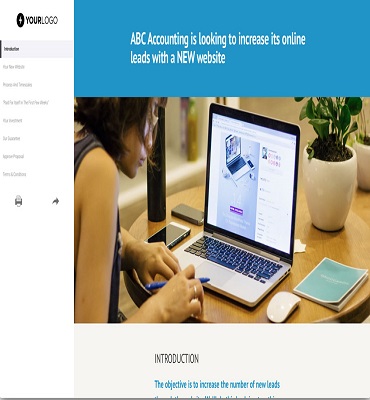 YOURLOGO
Introduction
Your New Website
Process And Timescales
"Paid For Itself In The First Few Weeks"
Your Investment
Our Guarantee
Approve Proposal
Terms & Conditions
ABC Accounting is looking to increase its online
leads with a NEW website
INTRODUCTION
The objective is to increase the number of new leads